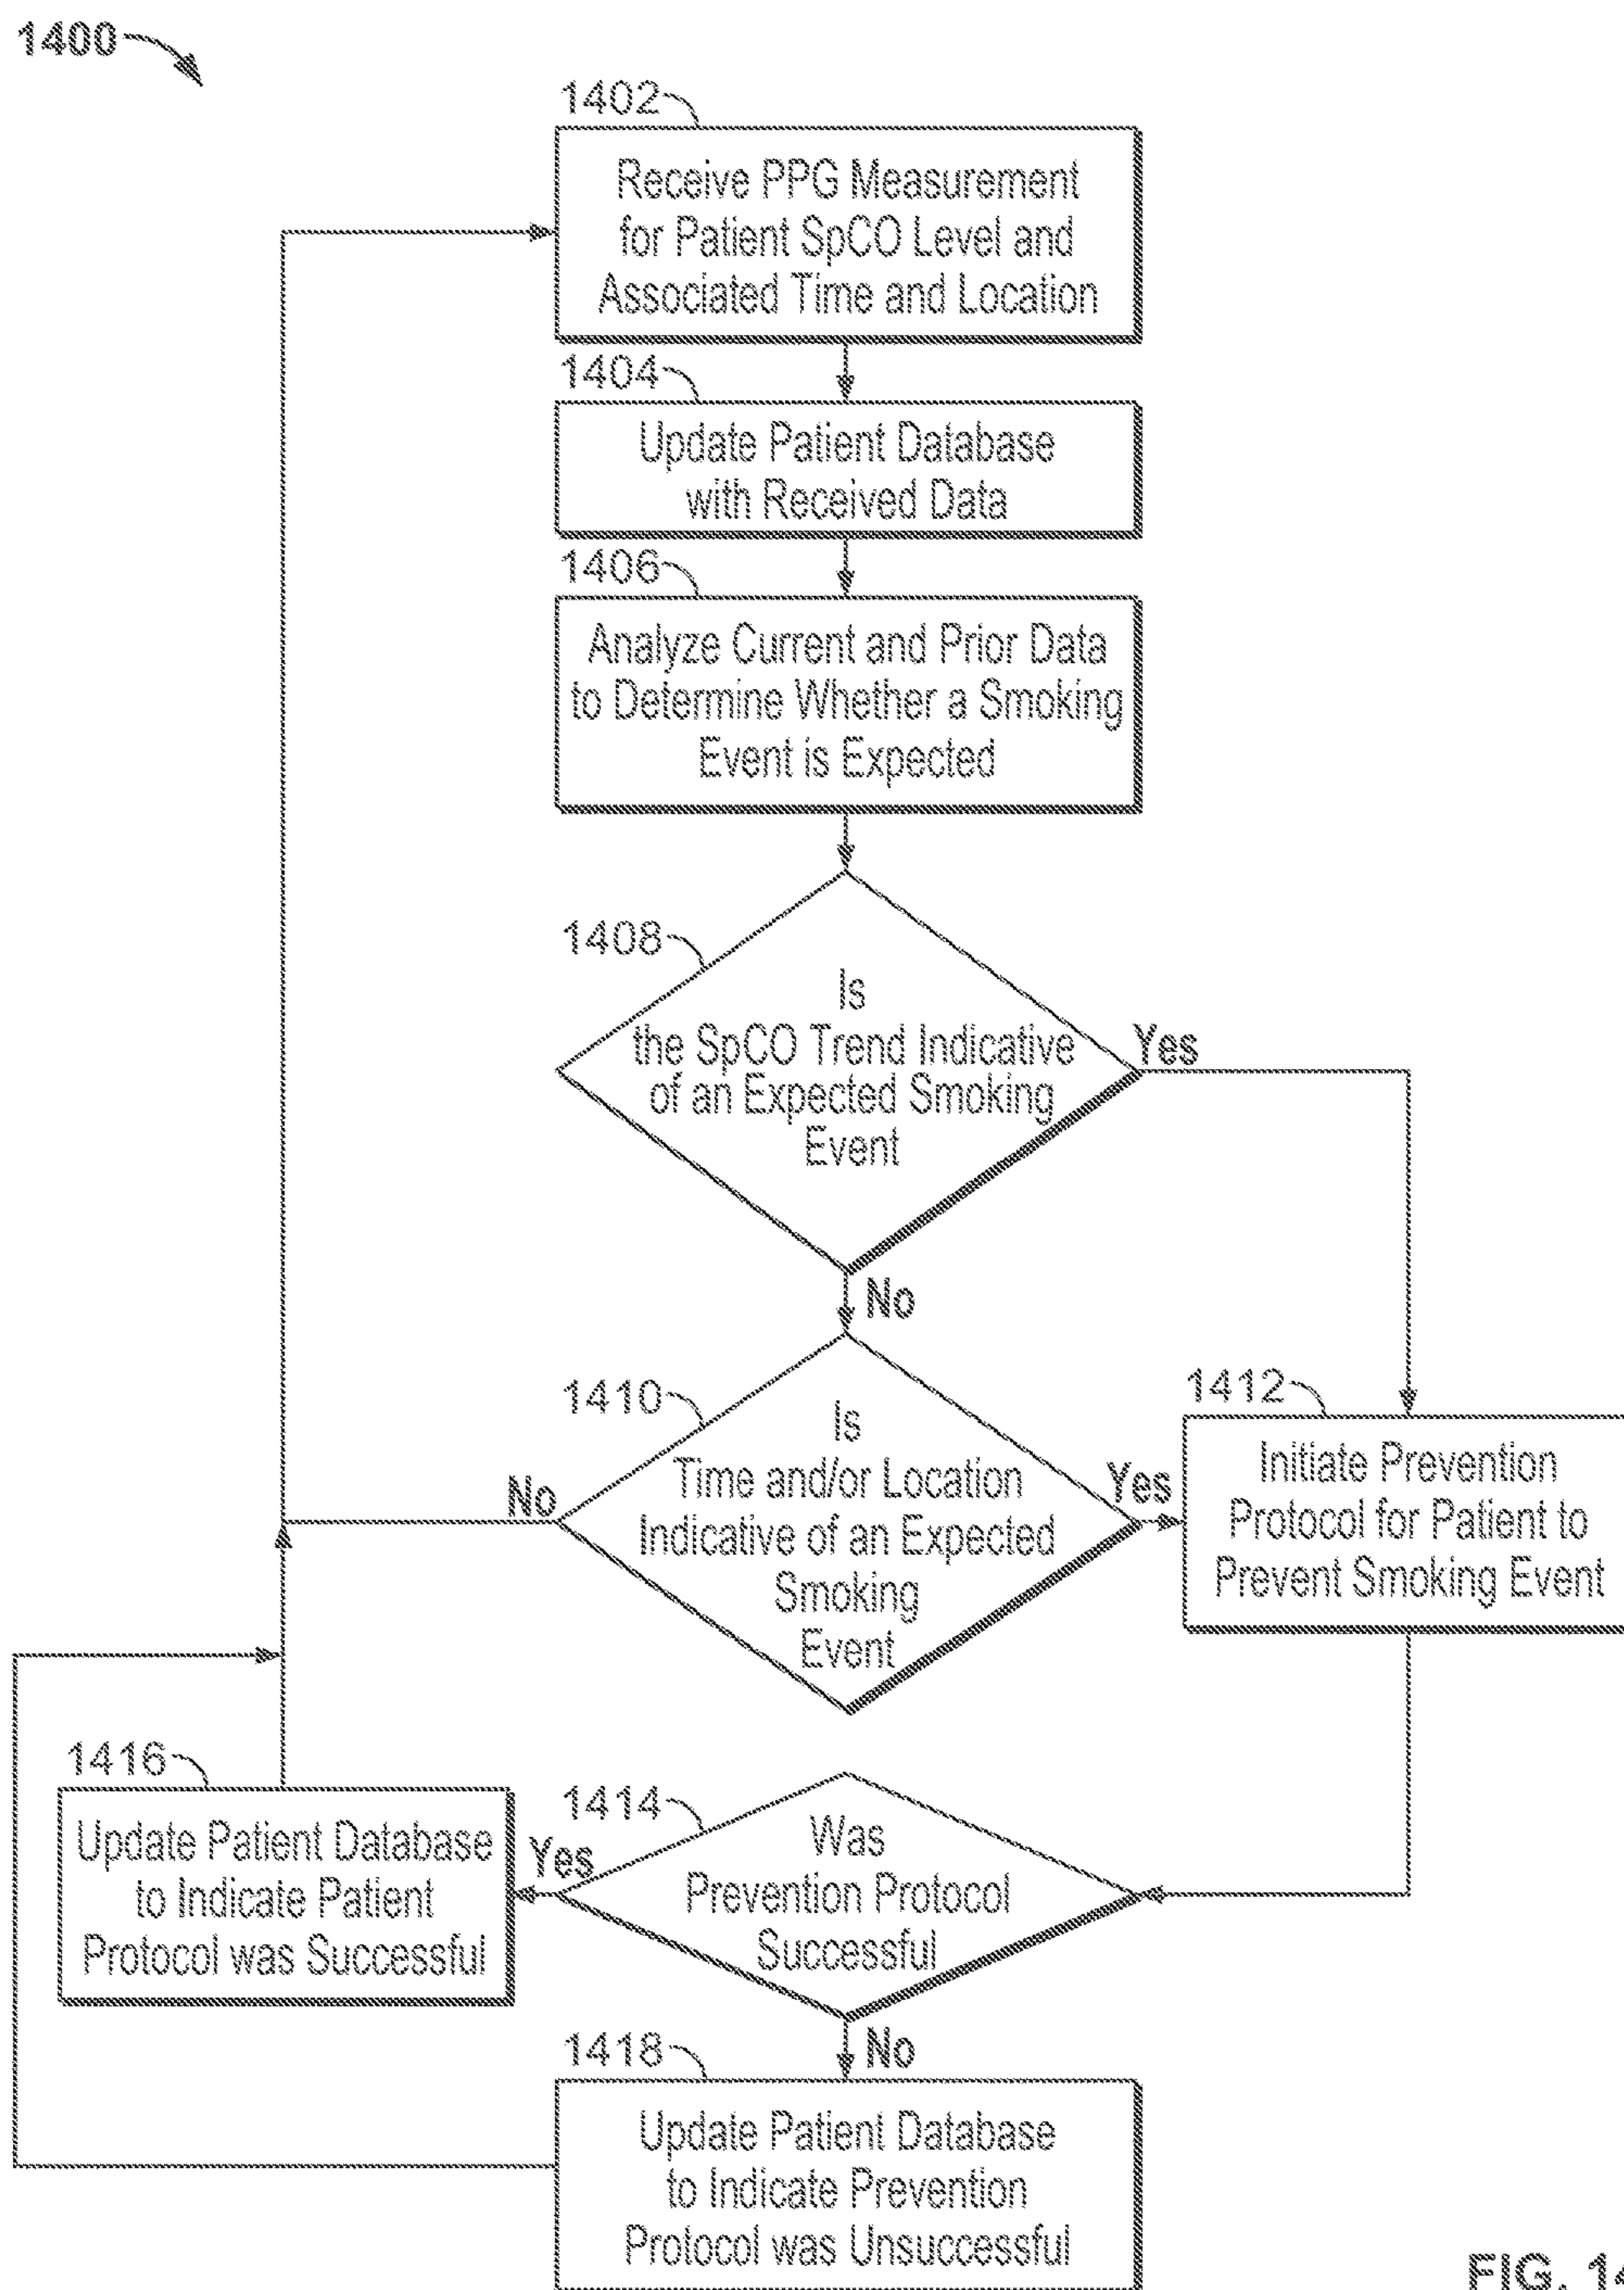 1400
1402
Receive PPG Measurement
for Patient SpCO Level and
Associated Time and Location
1404
Update Patient Database
with Received Data
1406
Analyze Current and Prior Data
to Determine Whether a Smoking
Event is Expected
1408
Is
the SpCO Trend Indicative
of an Expected Smoking
Event
Yes
No
1410
Is
Time and/or Location
Indicative of an Expected
Smoking
Event
No
Yes
1412
Initiate Prevention
Protocol for Patient to
Prevent Smoking Event
1414
Was
Prevention Protocol
Successful
Yes
No
1416
Update Patient Database
to Indicate Patient
Protocol was Successful
1418
Update Patient Database
to Indicate Prevention
Protocol was Unsuccessful
FIG. 14